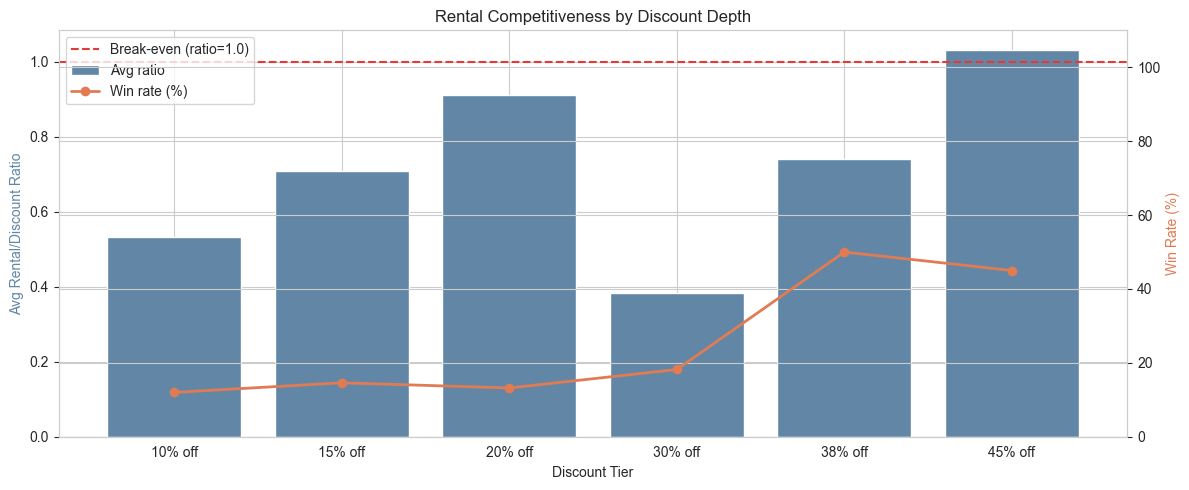 Rental Competitiveness by Discount Depth
Break-even (ratio=1.0)
Avg ratio
Win rate (%)
Avg Rental/Discount Ratio
1.0
0.8
0.6
0.4
0.2
0.0
Win Rate (%)
100
80
60
40
20
0
10% off 15% off 20% off 30% off 38% off 45% off
Discount Tier